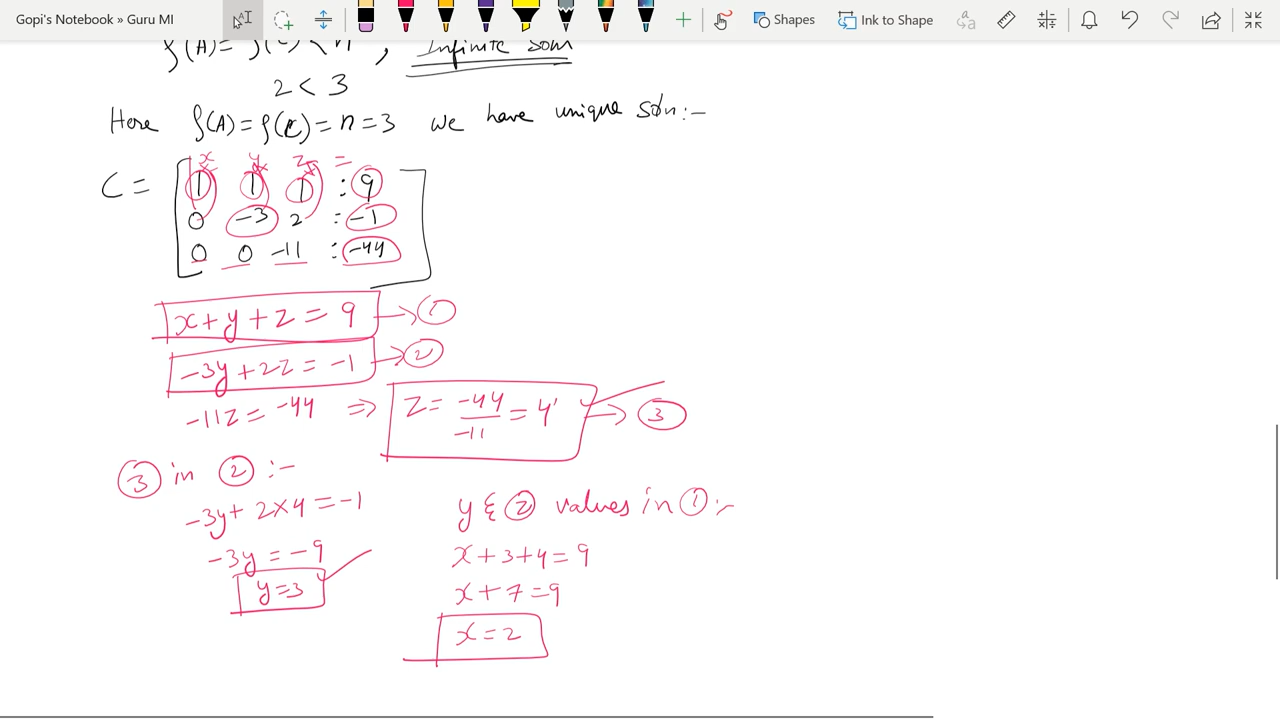 Gopi's Notebook » Guru MI
Shapes
Ink to Shape
ρ(A) = ρ(C) < n , Infinite Soln
2 < 3
Here ρ(A) = ρ(C) = n = 3 we have unique soln:-
x y z =
C = [ 1 1 1 : 9
0 -3 2 : -1
0 0 -11 : -44 ]
x+y+z = 9 → ①
-3y+2z = -1 → ②
-11z = -44 ⇒ z = -44/-11 = 4 → ③
③ in ② :-
-3y+ 2×4 = -1
-3y = -9
y=3
y & ② values in ① :-
x+3+4 = 9
x+7 = 9
x = 2